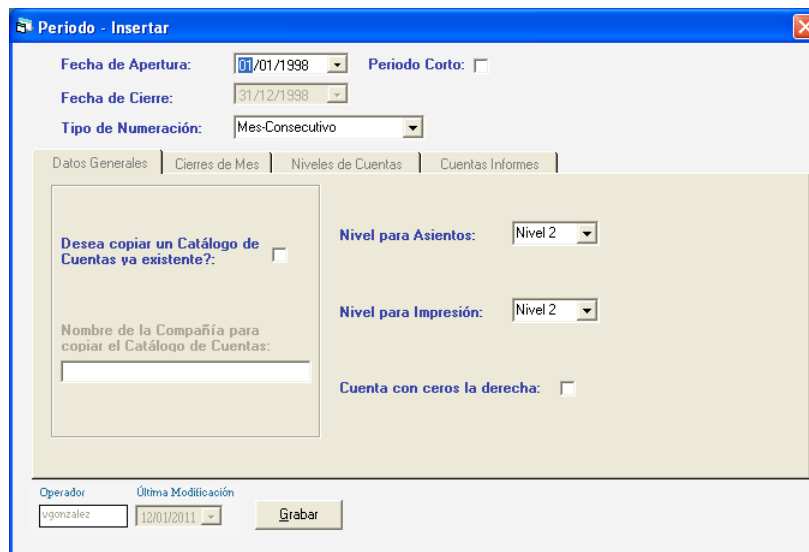 Periodo - Insertar
Fecha de Apertura: 01/01/1998 Periodo Corto:
Fecha de Cierre: 31/12/1998
Tipo de Numeración: Mes-Consecutivo
Datos Generales Cierres de Mes Niveles de Cuentas Cuentas Informes
Desea copiar un Catálogo de
Cuentas ya existente?:
Nivel para Asientos: Nivel 2
Nombre de la Compañía para
copiar el Catálogo de Cuentas:
Nivel para Impresión: Nivel 2
Cuenta con ceros la derecha:
Operador Última Modificación
vgonzalez 12/01/2011 Grabar